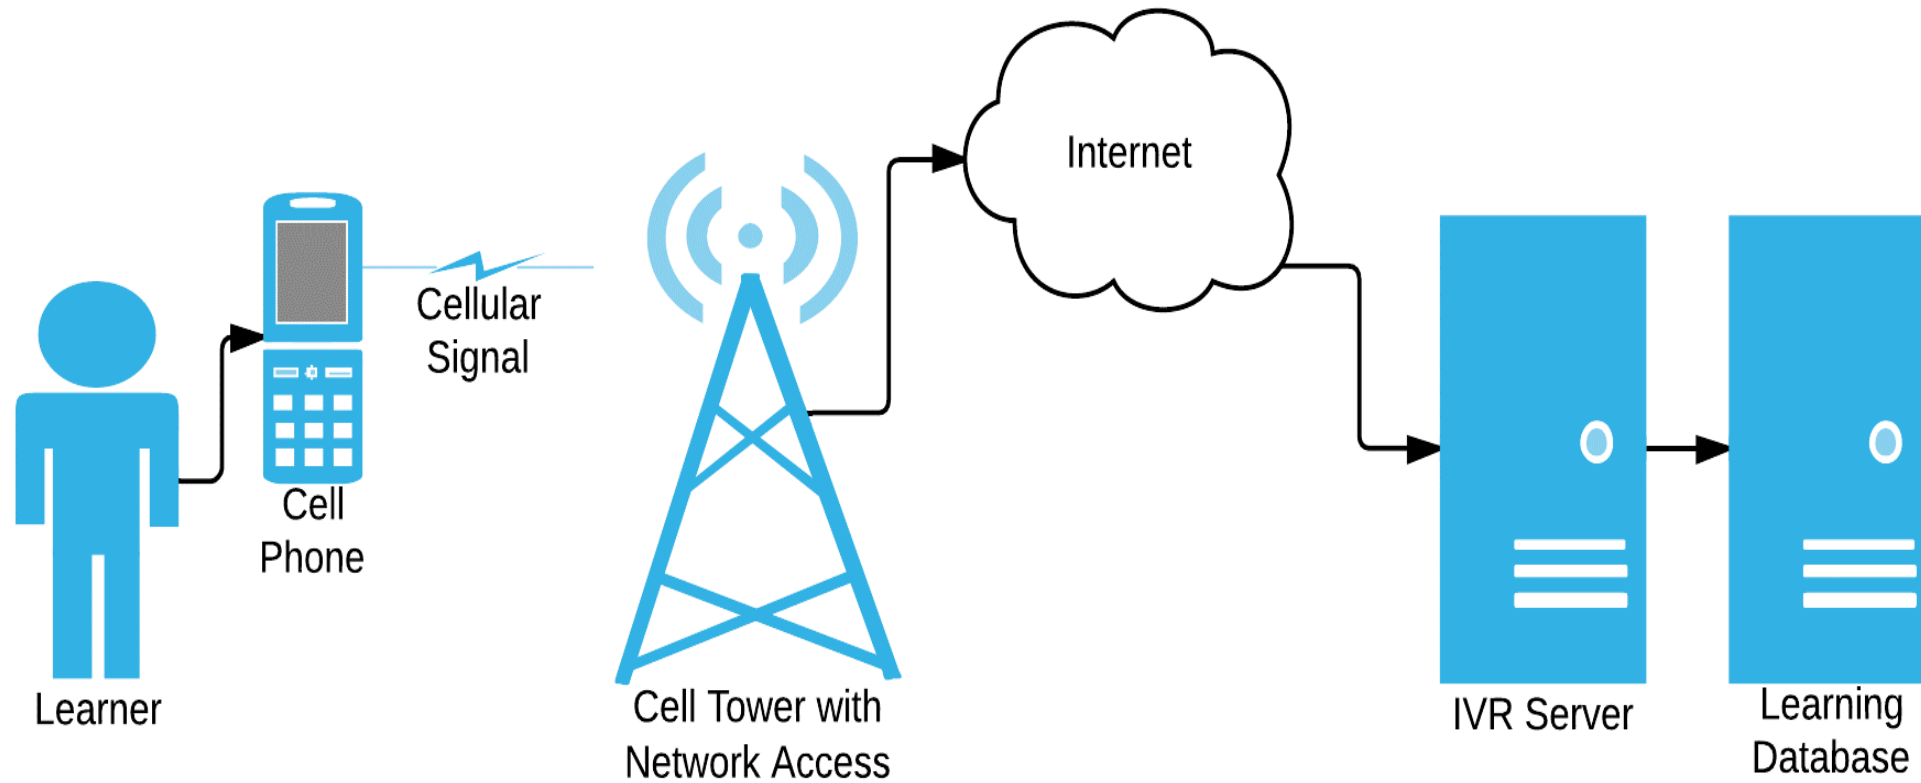 Learner
Cell
Phone
Cellular
Signal
Cell Tower with
Network Access
Internet
IVR Server
Learning
Database